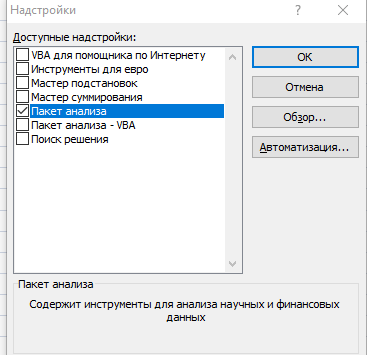 Надстройки
Доступные надстройки:
VBA для помощника по Интернету
Инструменты для евро
Мастер подстановок
Мастер суммирования
Пакет анализа
Пакет анализа - VBA
Поиск решения
ОК
Отмена
Обзор...
Автоматизация...
Пакет анализа
Содержит инструменты для анализа научных и финансовых
данных